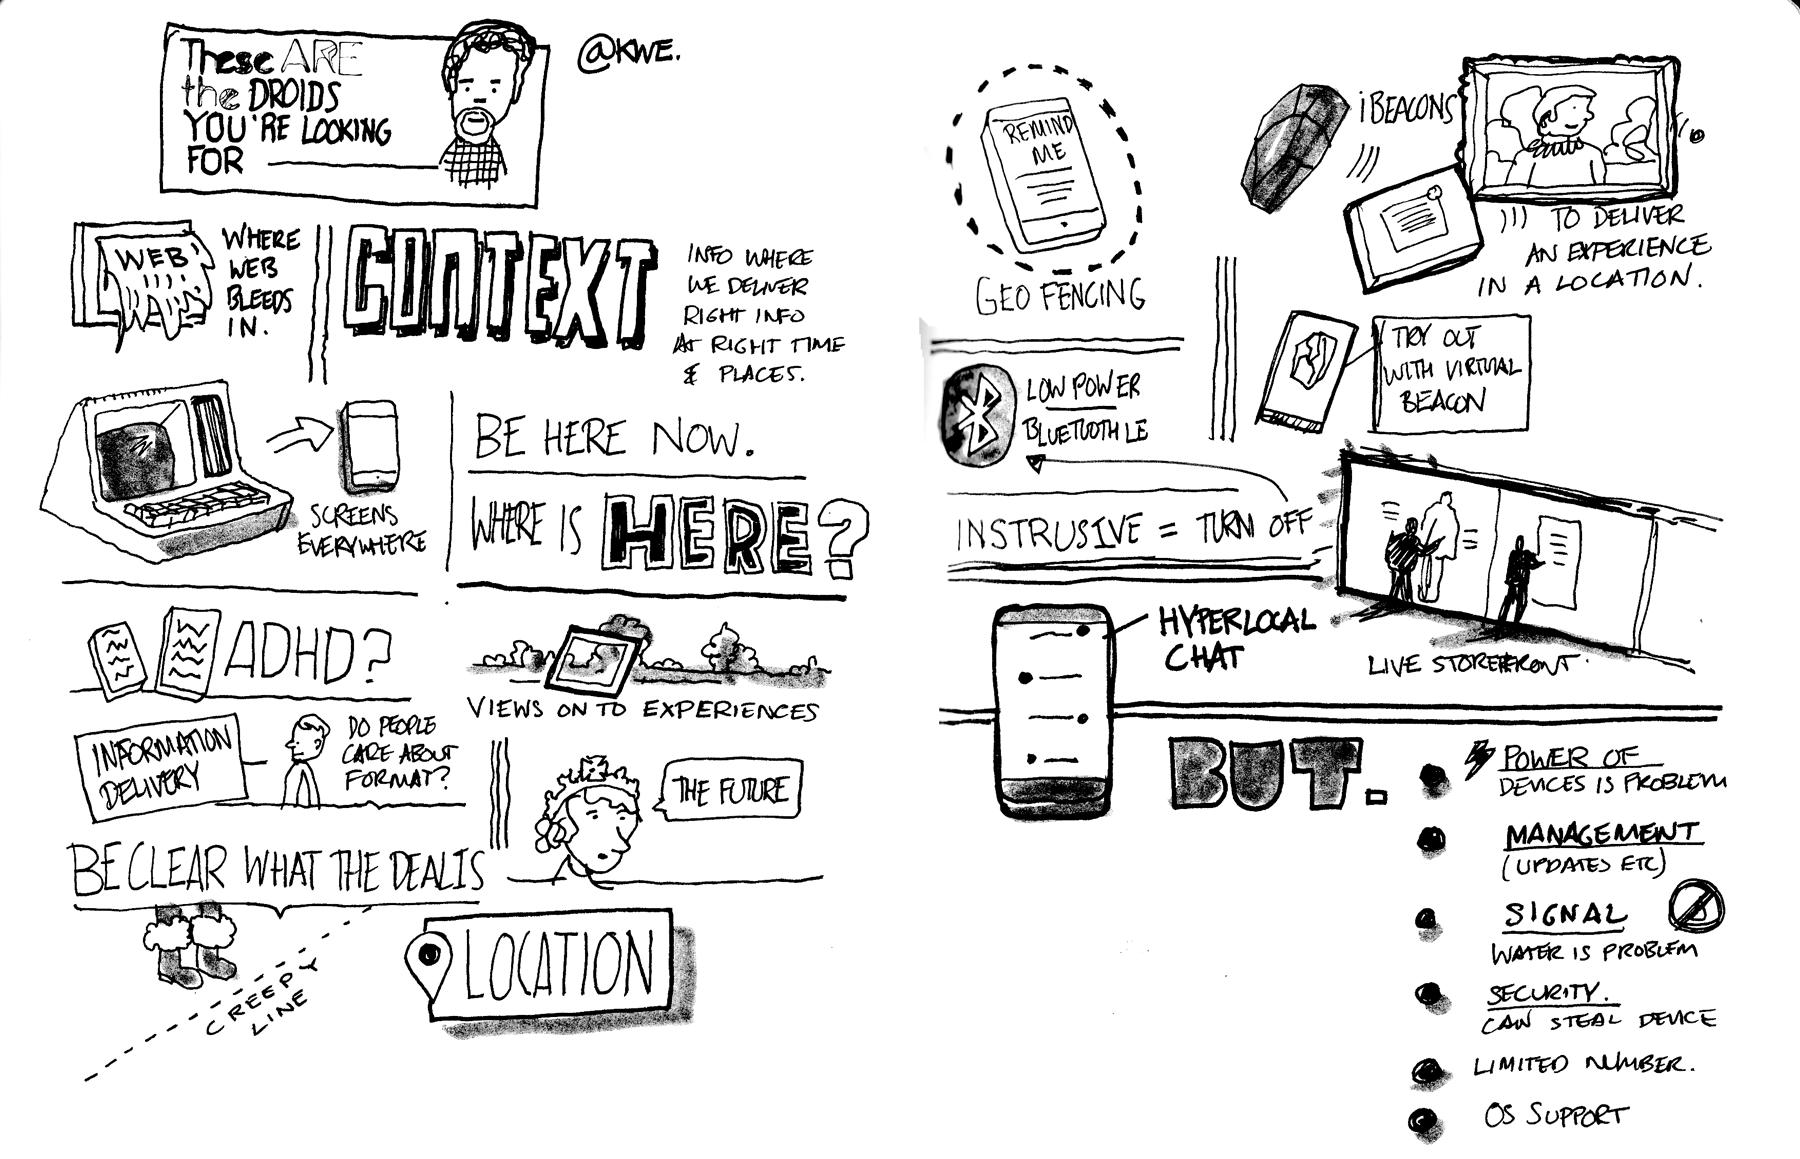 These ARE
the DROIDS
YOU'RE LOOKING
FOR
@KWE.
WEB
WHERE
WEB
BLEEDS
IN.
CONTEXT
INFO WHERE
WE DELIVER
RIGHT INFO
AT RIGHT TIME
& PLACES.
SCREENS
EVERYWHERE
BE HERE NOW.
WHERE IS HERE?
ADHD?
VIEWS ON TO EXPERIENCES
INFORMATION
DELIVERY
DO PEOPLE
CARE ABOUT
FORMAT?
THE FUTURE
BE CLEAR WHAT THE DEAL IS
CREEPY
LINE
LOCATION
REMIND
ME
GEO FENCING
iBEACONS
))) TO DELIVER
AN EXPERIENCE
IN A LOCATION.
TRY OUT
WITH VIRTUAL
BEACON
LOW POWER
BLUETOOTH LE
INSTRUSIVE = TURN OFF
LIVE STOREFRONT.
HYPERLOCAL
CHAT
BUT.
POWER OF
DEVICES IS PROBLEM
MANAGEMENT
(UPDATES ETC)
SIGNAL
WATER IS PROBLEM
SECURITY.
CAN STEAL DEVICE
LIMITED NUMBER.
OS SUPPORT